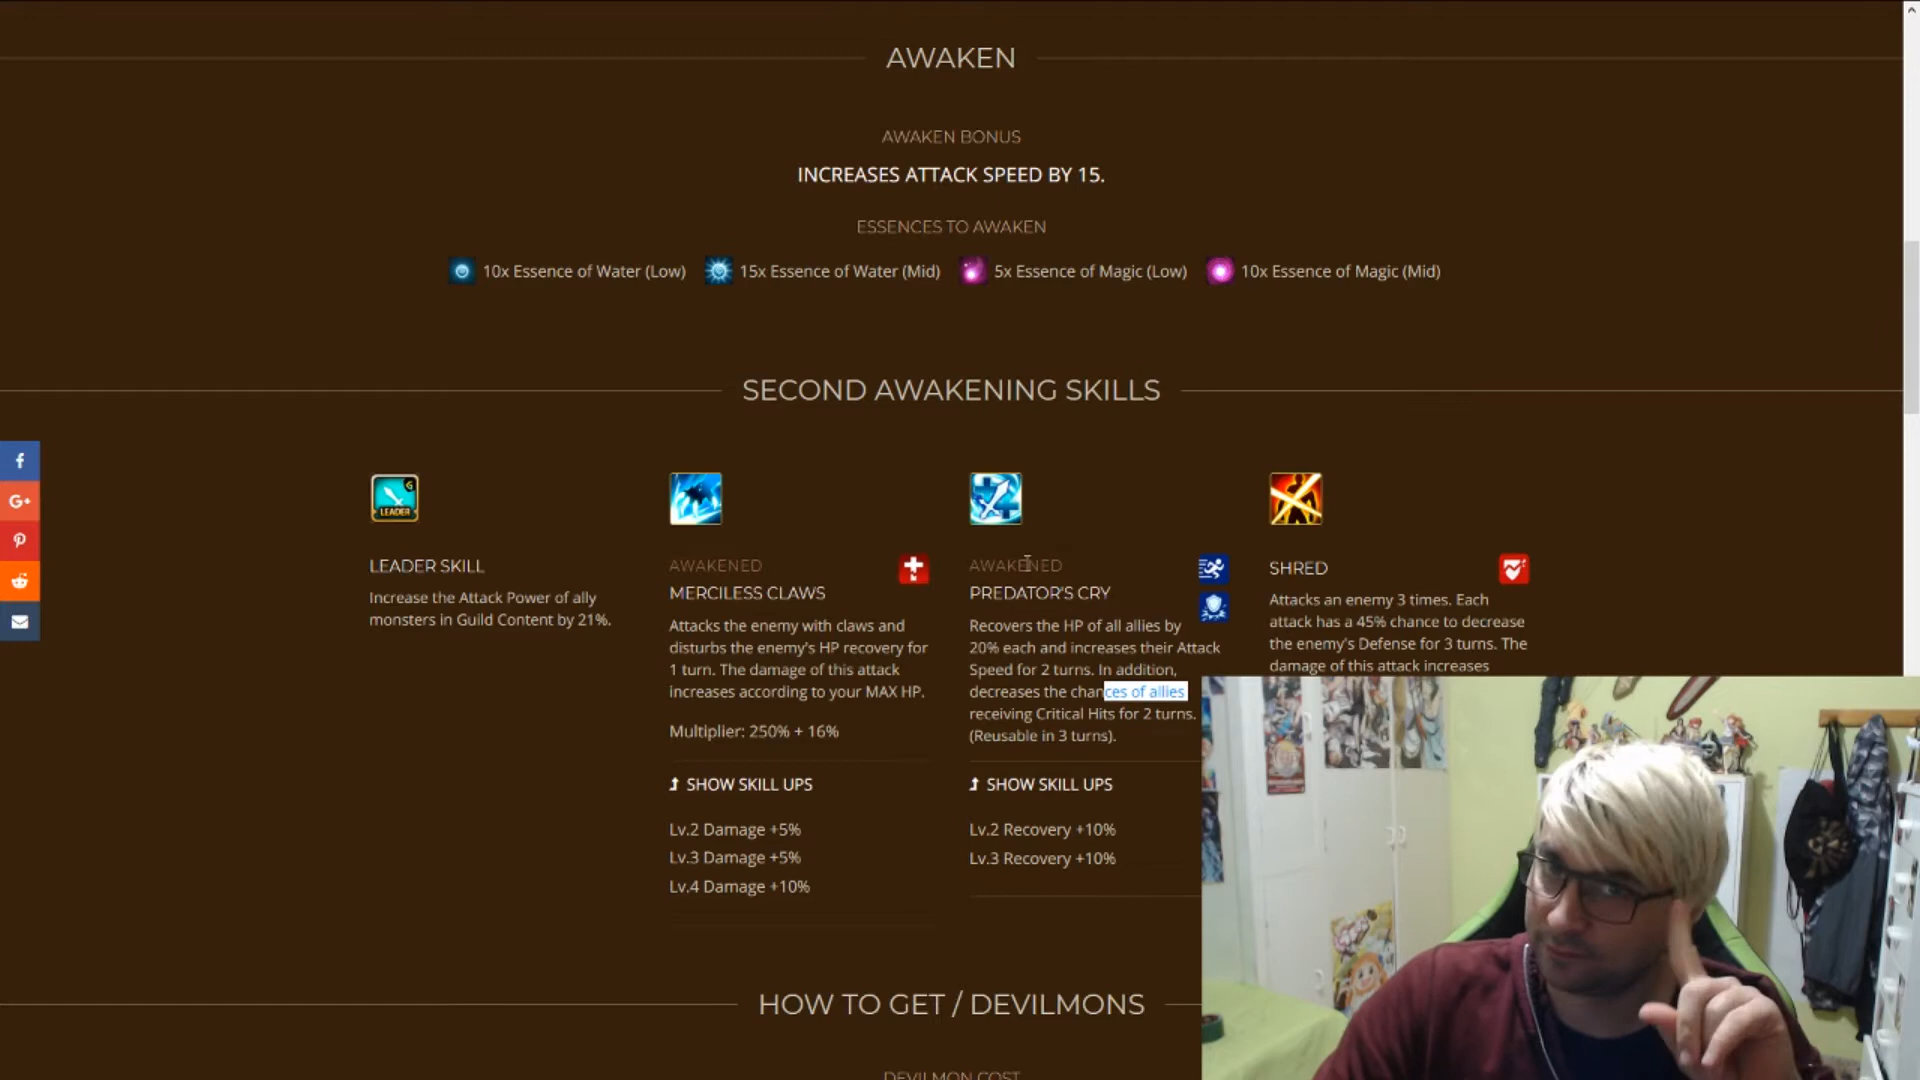 AWAKEN
AWAKEN BONUS
INCREASES ATTACK SPEED BY 15.
ESSENCES TO AWAKEN
10x Essence of Water (Low) 15x Essence of Water (Mid) 5x Essence of Magic (Low) 10x Essence of Magic (Mid)
SECOND AWAKENING SKILLS
G
LEADER
LEADER SKILL
Increase the Attack Power of ally
monsters in Guild Content by 21%.
AWAKENED
MERCILESS CLAWS
Attacks the enemy with claws and
disturbs the enemy's HP recovery for
1 turn. The damage of this attack
increases according to your MAX HP.
Multiplier: 250% + 16%
SHOW SKILL UPS
Lv.2 Damage +5%
Lv.3 Damage +5%
Lv.4 Damage +10%
AWAKENED
PREDATOR'S CRY
Recovers the HP of all allies by
20% each and increases their Attack
Speed for 2 turns. In addition,
decreases the chances of allies
receiving Critical Hits for 2 turns.
(Reusable in 3 turns).
SHOW SKILL UPS
Lv.2 Recovery +10%
Lv.3 Recovery +10%
SHRED
Attacks an enemy 3 times. Each
attack has a 45% chance to decrease
the enemy's Defense for 3 turns. The
damage of this attack increases
f
G+
HOW TO GET / DEVILMONS
DEVILMON COST